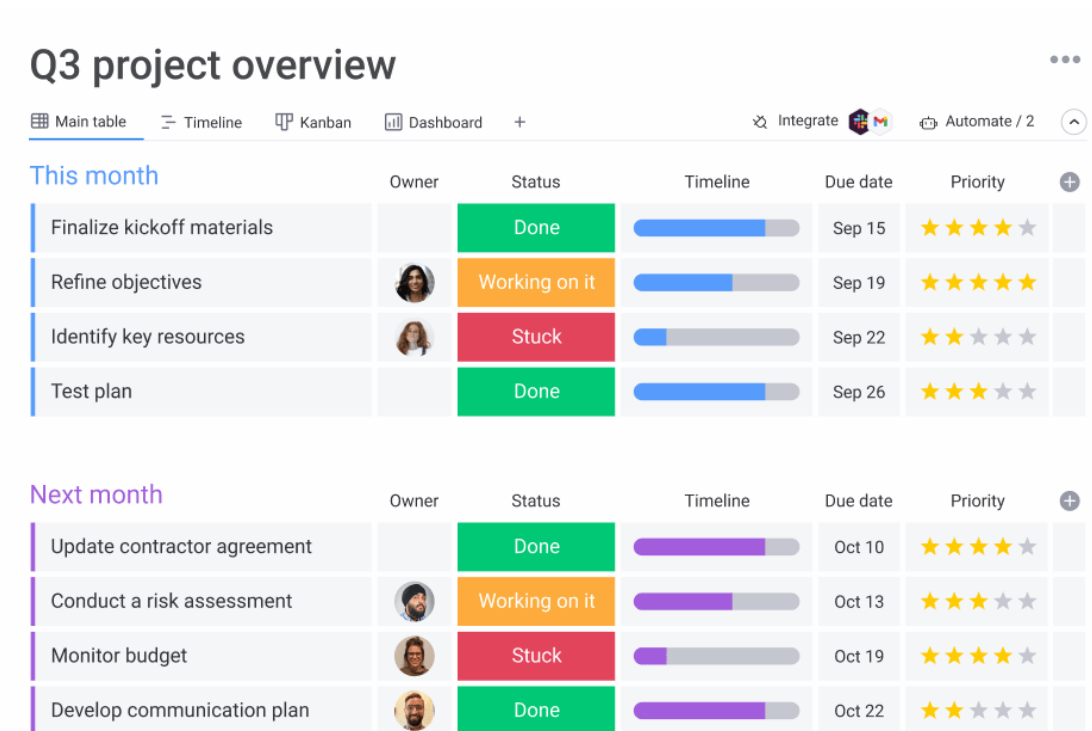 Q3 project overview
Main table Timeline Kanban Dashboard + Integrate Automate / 2
This month Owner Status Timeline Due date Priority
Finalize kickoff materials Done Sep 15
Refine objectives Working on it Sep 19
Identify key resources Stuck Sep 22
Test plan Done Sep 26
Next month Owner Status Timeline Due date Priority
Update contractor agreement Done Oct 10
Conduct a risk assessment Working on it Oct 13
Monitor budget Stuck Oct 19
Develop communication plan Done Oct 22